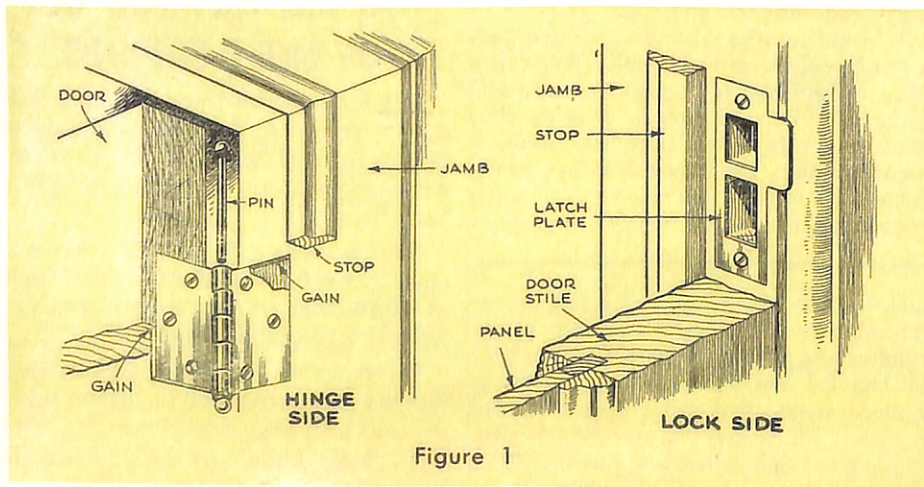 DOOR
PIN
JAMB
STOP
GAIN
GAIN
HINGE
SIDE
JAMB
STOP
LATCH
PLATE
DOOR
STILE
PANEL
LOCK SIDE
Figure 1